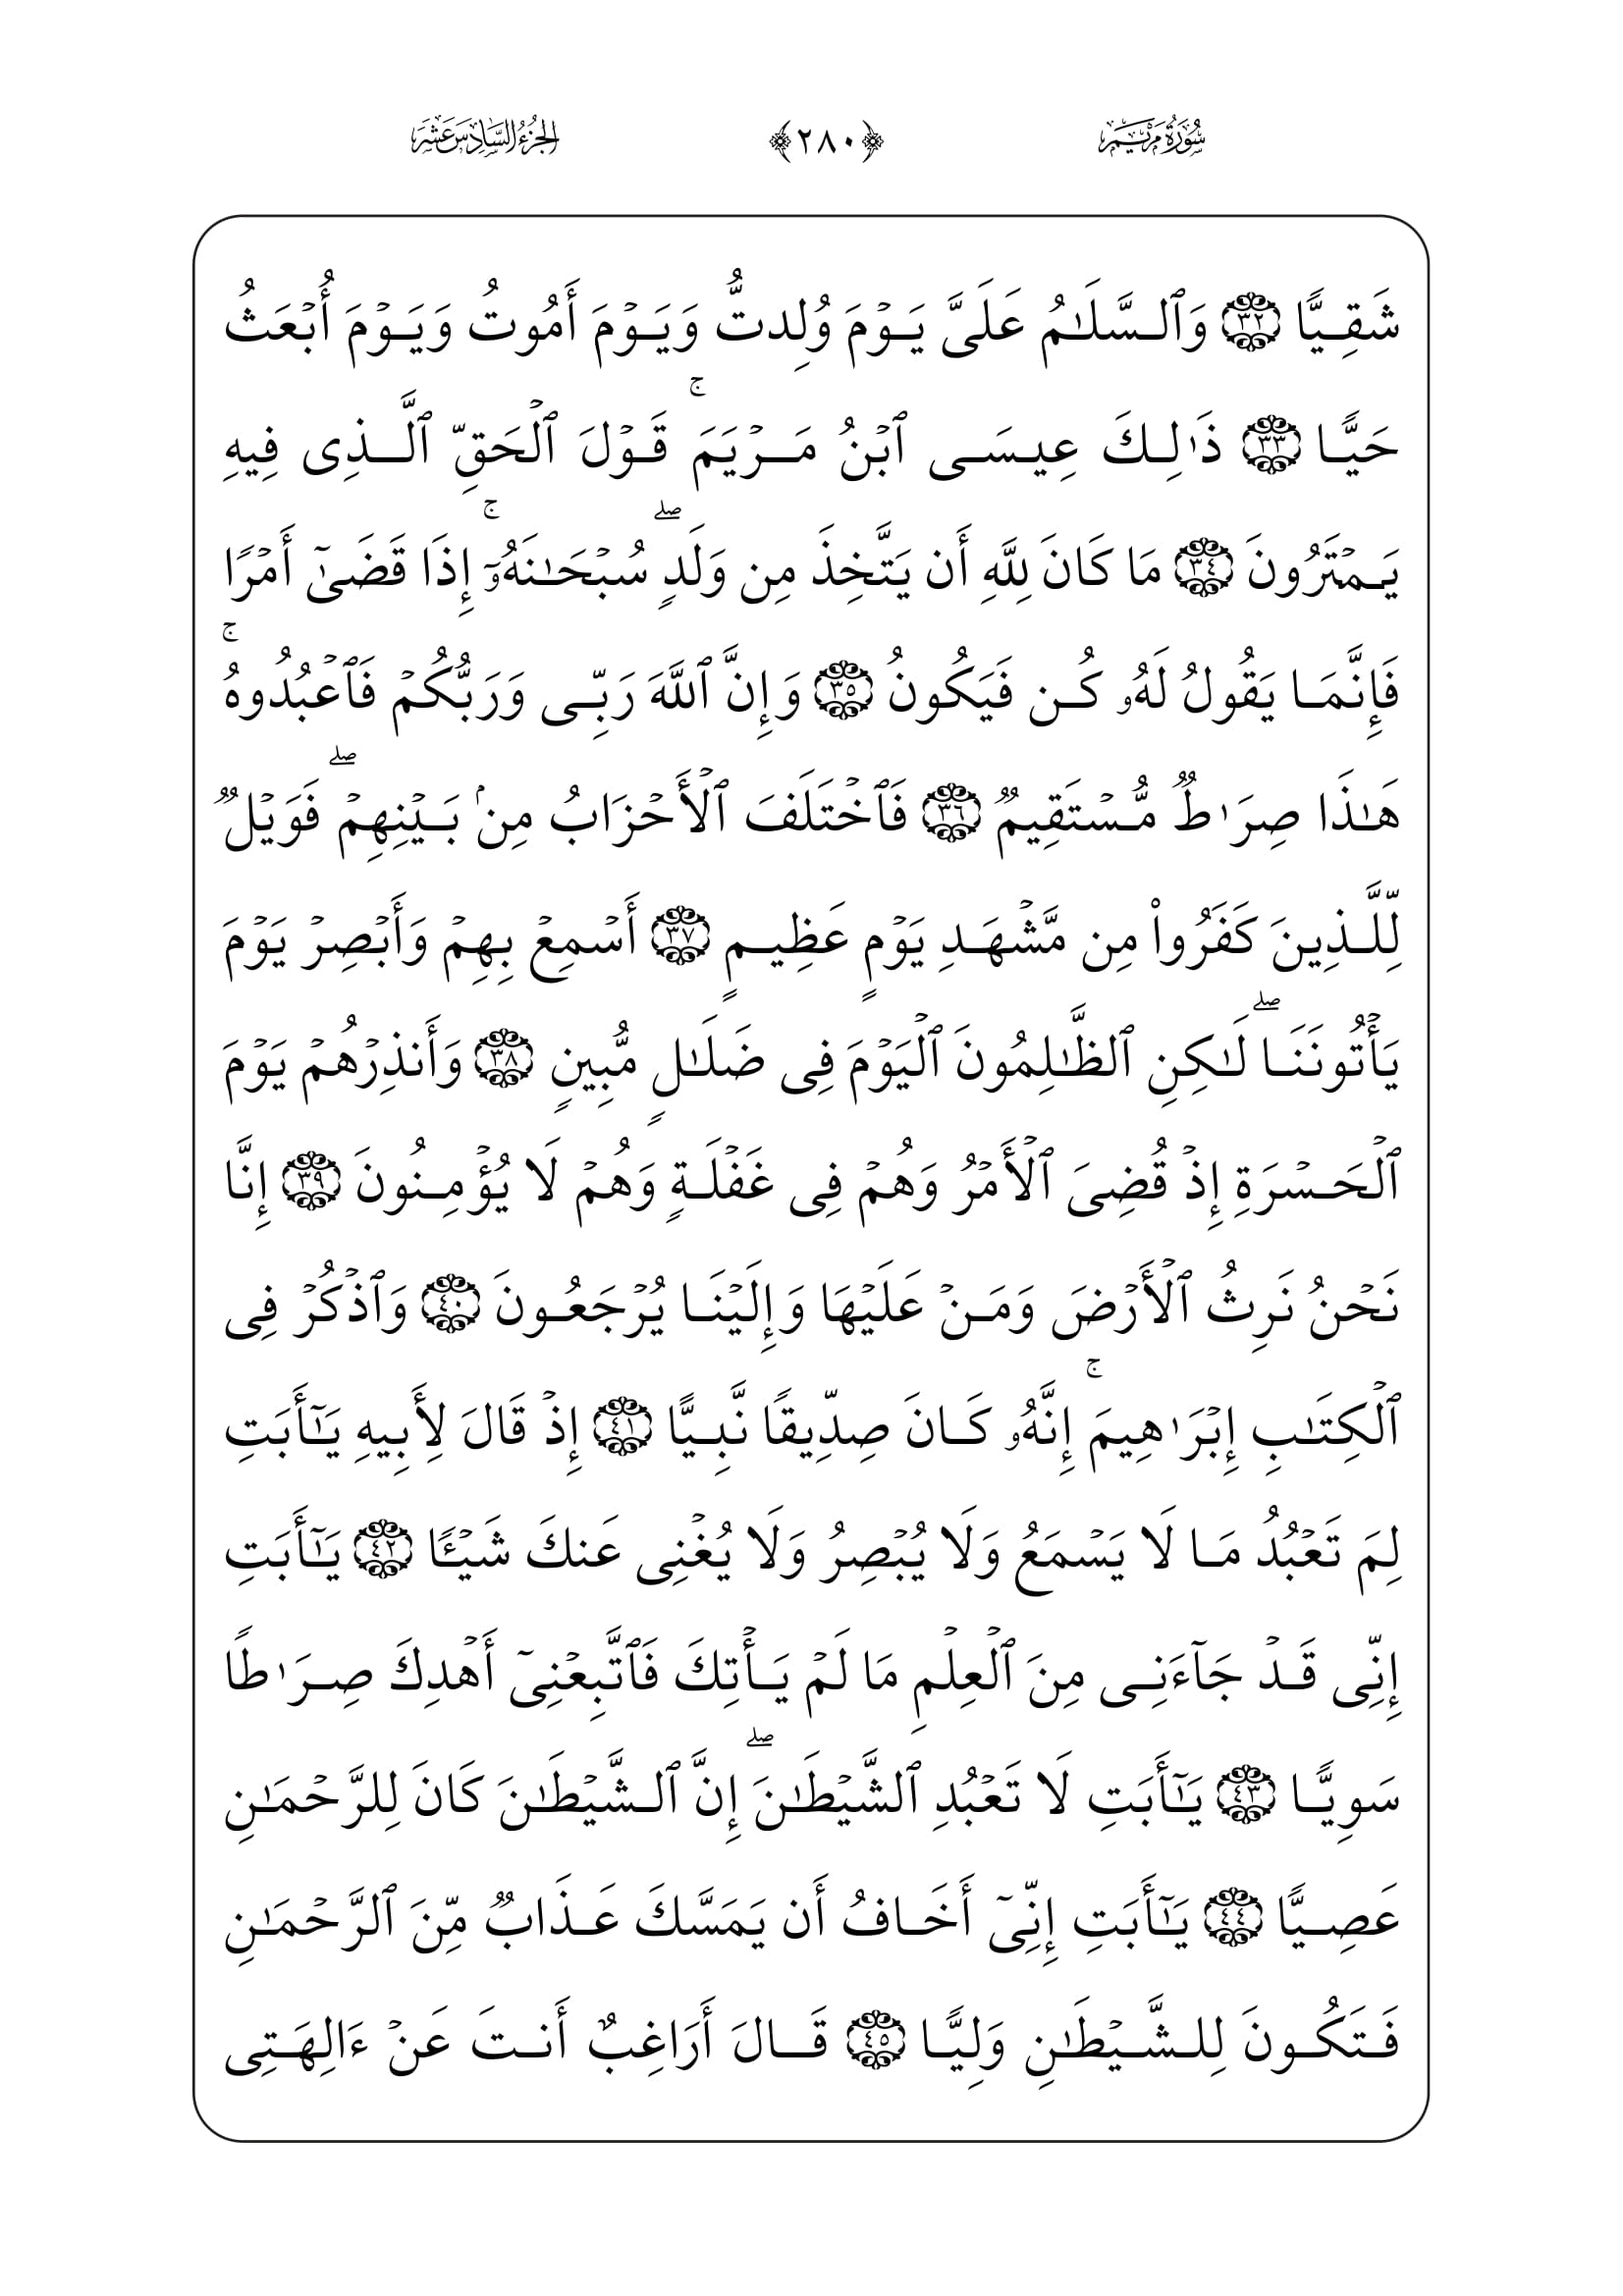 سُورَةُ مَرۡيَمَ ﴿٢٨٠﴾ الجُزْءُ السَّادِسَ عَشَرَ
شَقِيًّا ٣٢ وَٱلسَّلَـٰمُ عَلَىَّ يَوۡمَ وُلِدتُّ وَيَوۡمَ أَمُوتُ وَيَوۡمَ أُبۡعَثُ
حَيًّا ٣٣ ذَٰلِكَ عِيسَى ٱبۡنُ مَرۡيَمَۚ قَوۡلَ ٱلۡحَقِّ ٱلَّذِى فِيهِ
يَمۡتَرُونَ ٣٤ مَا كَانَ لِلَّهِ أَن يَتَّخِذَ مِن وَلَدٍۖ سُبۡحَـٰنَهُۥٓۚ إِذَا قَضَىٰٓ أَمۡرًا
فَإِنَّمَا يَقُولُ لَهُۥ كُن فَيَكُونُ ٣٥ وَإِنَّ ٱللَّهَ رَبِّى وَرَبُّكُمۡ فَٱعۡبُدُوهُۚ
هَـٰذَا صِرَٰطٌ مُّسۡتَقِيمٌ ٣٦ فَٱخۡتَلَفَ ٱلۡأَحۡزَابُ مِنۢ بَيۡنِهِمۡۖ فَوَيۡلٌ
لِّلَّذِينَ كَفَرُوا۟ مِن مَّشۡهَدِ يَوۡمٍ عَظِيمٍ ٣٧ أَسۡمِعۡ بِهِمۡ وَأَبۡصِرۡ يَوۡمَ
يَأۡتُونَنَاۖ لَـٰكِنِ ٱلظَّـٰلِمُونَ ٱلۡيَوۡمَ فِى ضَلَـٰلٍ مُّبِينٍ ٣٨ وَأَنذِرۡهُمۡ يَوۡمَ
ٱلۡحَسۡرَةِ إِذۡ قُضِىَ ٱلۡأَمۡرُ وَهُمۡ فِى غَفۡلَةٍ وَهُمۡ لَا يُؤۡمِنُونَ ٣٩ إِنَّا
نَحۡنُ نَرِثُ ٱلۡأَرۡضَ وَمَنۡ عَلَيۡهَا وَإِلَيۡنَا يُرۡجَعُونَ ٤٠ وَٱذۡكُرۡ فِى
ٱلۡكِتَـٰبِ إِبۡرَٰهِيمَۚ إِنَّهُۥ كَانَ صِدِّيقًا نَّبِيًّا ٤١ إِذۡ قَالَ لِأَبِيهِ يَـٰٓأَبَتِ
لِمَ تَعۡبُدُ مَا لَا يَسۡمَعُ وَلَا يُبۡصِرُ وَلَا يُغۡنِى عَنكَ شَيۡـًٔا ٤٢ يَـٰٓأَبَتِ
إِنِّى قَدۡ جَآءَنِى مِنَ ٱلۡعِلۡمِ مَا لَمۡ يَأۡتِكَ فَٱتَّبِعۡنِىٓ أَهۡدِكَ صِرَٰطًا
سَوِيًّا ٤٣ يَـٰٓأَبَتِ لَا تَعۡبُدِ ٱلشَّيۡطَـٰنَۖ إِنَّ ٱلشَّيۡطَـٰنَ كَانَ لِلرَّحۡمَـٰنِ
عَصِيًّا ٤٤ يَـٰٓأَبَتِ إِنِّىٓ أَخَافُ أَن يَمَسَّكَ عَذَابٌ مِّنَ ٱلرَّحۡمَـٰنِ
فَتَكُونَ لِلشَّيۡطَـٰنِ وَلِيًّا ٤٥ قَالَ أَرَاغِبٌ أَنتَ عَنۡ ءَالِهَتِى